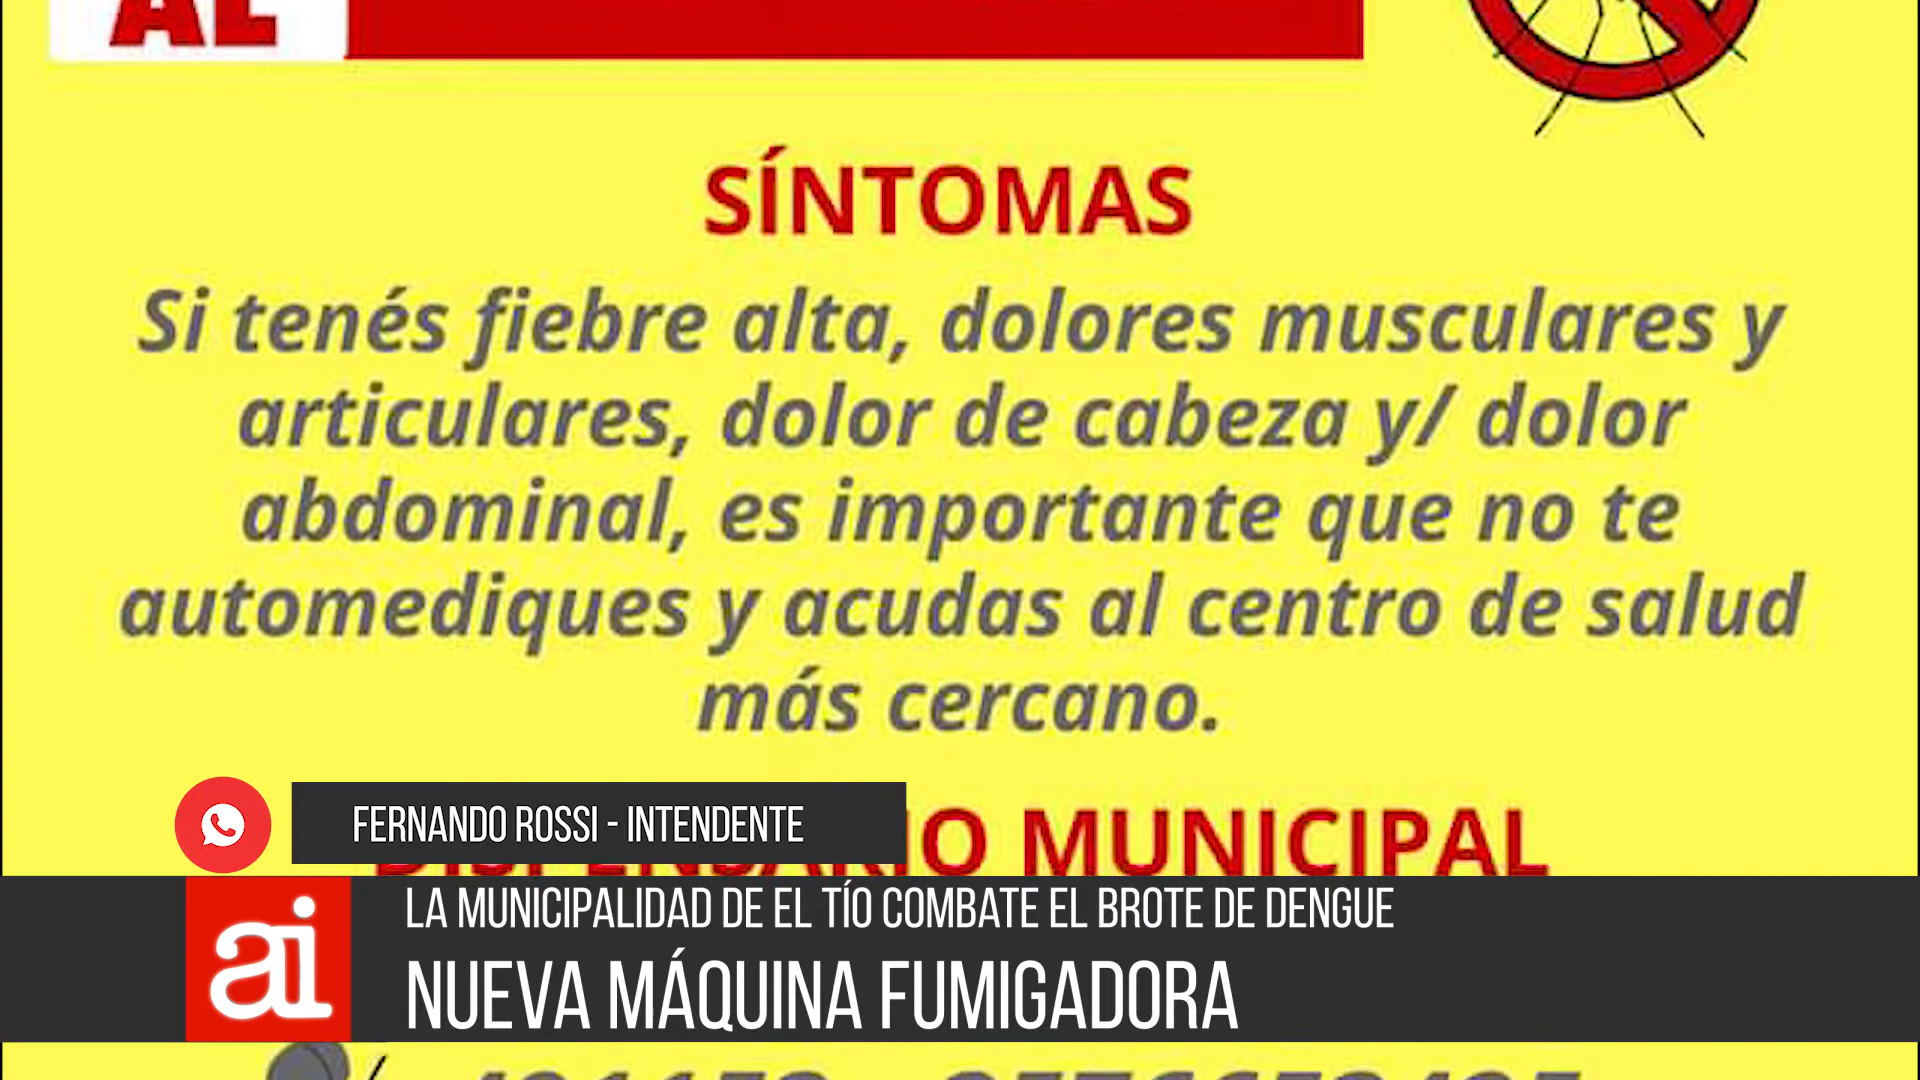 AL
SÍNTOMAS
Si tenés fiebre alta, dolores musculares y
articulares, dolor de cabeza y/ dolor
abdominal, es importante que no te
automediques y acudas al centro de salud
más cercano.
FERNANDO ROSSI - INTENDENTE
MUNICIPAL
LA MUNICIPALIDAD DE EL TÍO COMBATE EL BROTE DE DENGUE
ai
NUEVA MÁQUINA FUMIGADORA